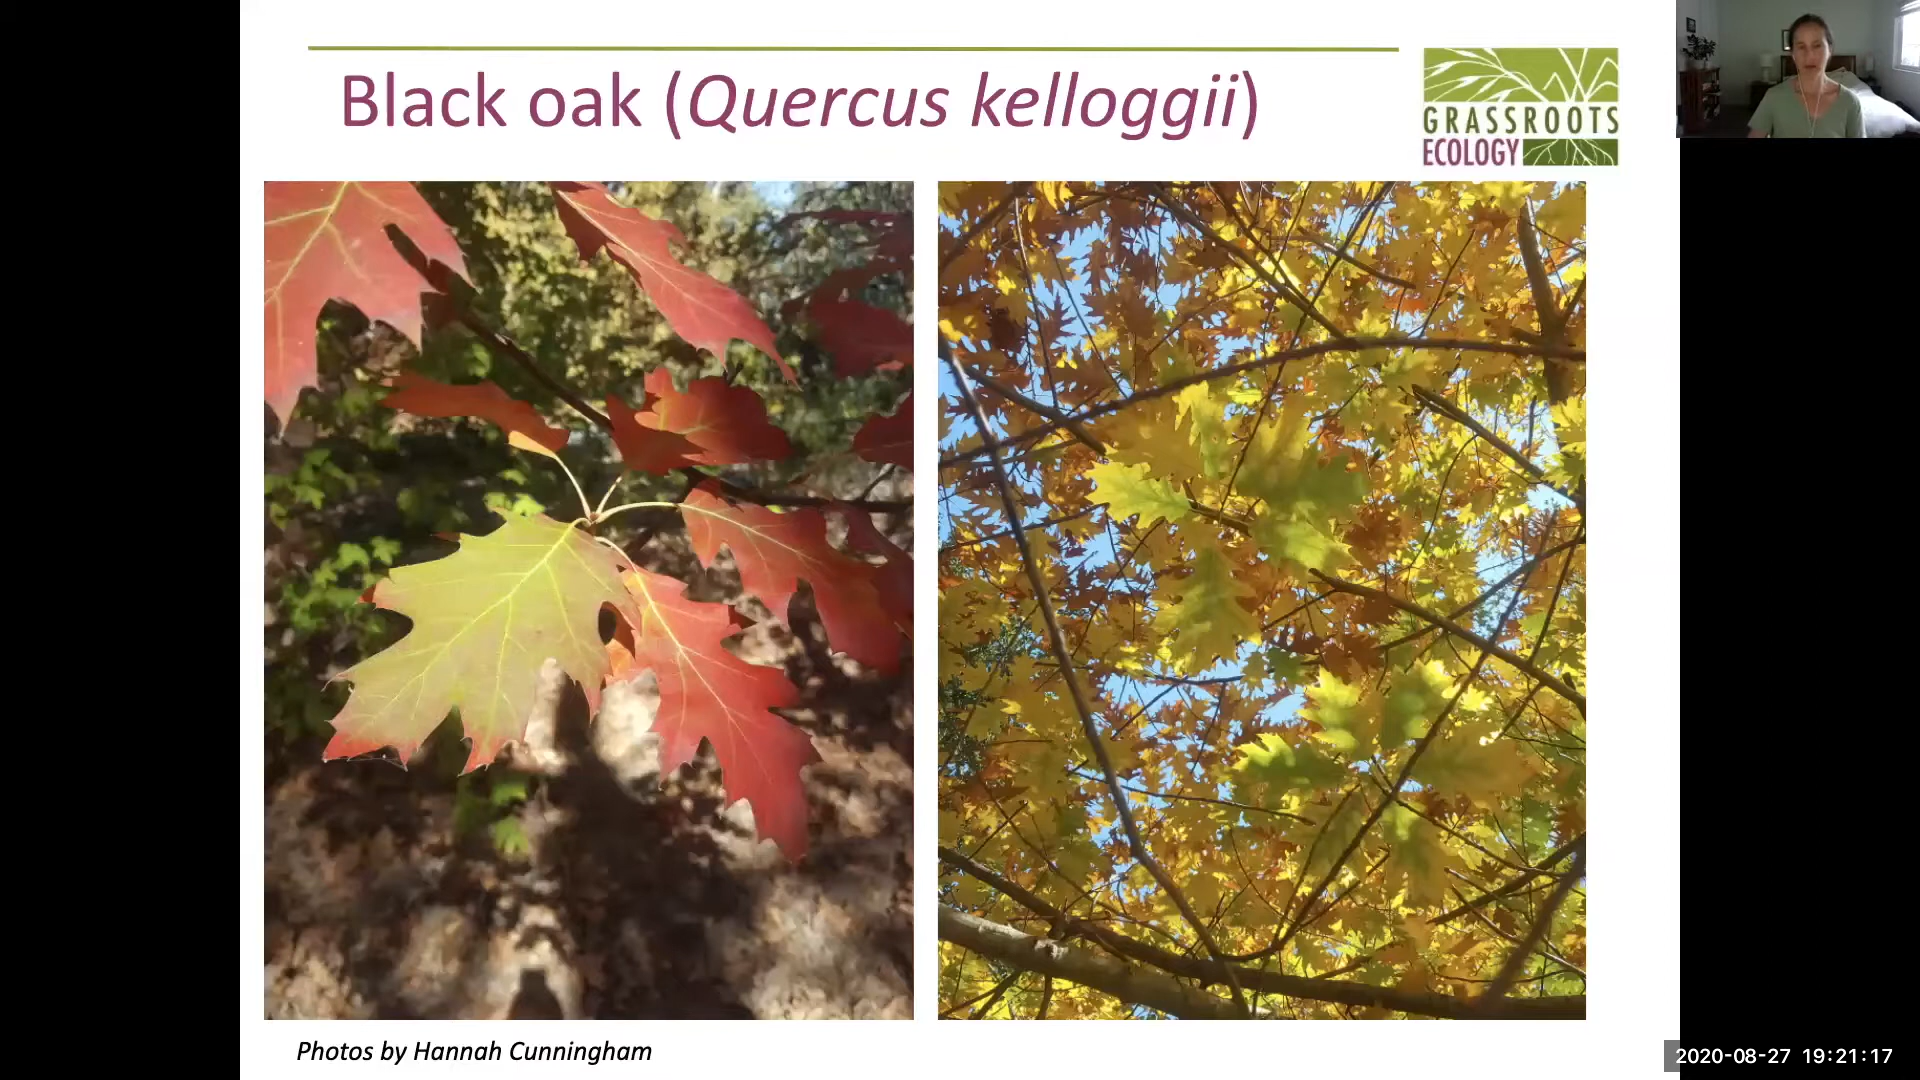 Black oak (Quercus kelloggii)
GRASSROOTS
ECOLOGY
Photos by Hannah Cunningham
2020-08-27 19:21:17